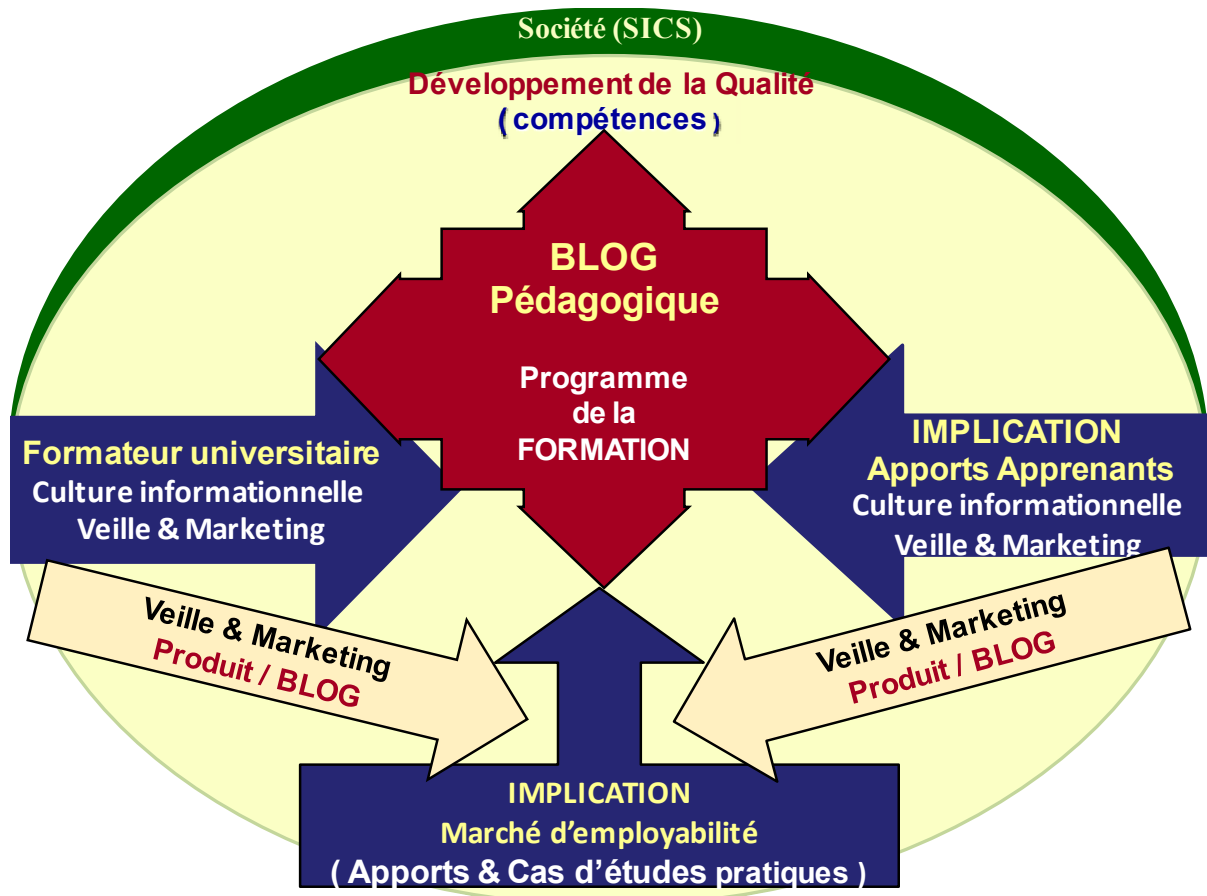 Société (SICS)
Développement de la Qualité
( compétences )
BLOG
Pédagogique
Programme
de la
FORMATION
Formateur universitaire
Culture informationnelle
Veille & Marketing
IMPLICATION
Apports Apprenants
Culture informationnelle
Veille & Marketing
Veille & Marketing
Produit / BLOG
Veille & Marketing
Produit / BLOG
IMPLICATION
Marché d’employabilité
( Apports & Cas d’études pratiques )